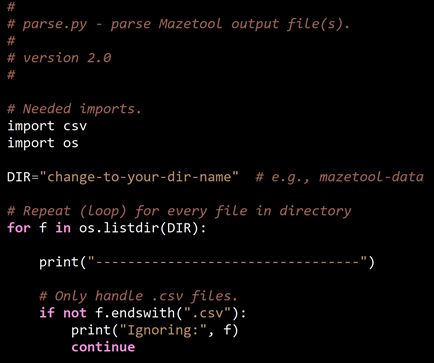 #
# parse.py - parse Mazetool output file(s).
#
# version 2.0
#
# Needed imports.
import csv
import os
DIR="change-to-your-dir-name"  # e.g., mazetool-data
# Repeat (loop) for every file in directory
for f in os.listdir(DIR):
    print("---------------------------------")
    # Only handle .csv files.
    if not f.endswith(".csv"):
        print("Ignoring:", f)
        continue